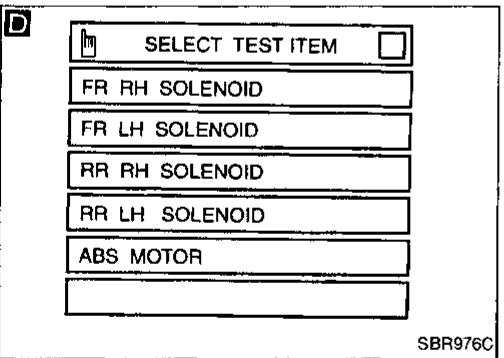 D
SELECT TEST ITEM
FR RH SOLENOID
FR LH SOLENOID
RR RH SOLENOID
RR LH SOLENOID
ABS MOTOR
SBR976C